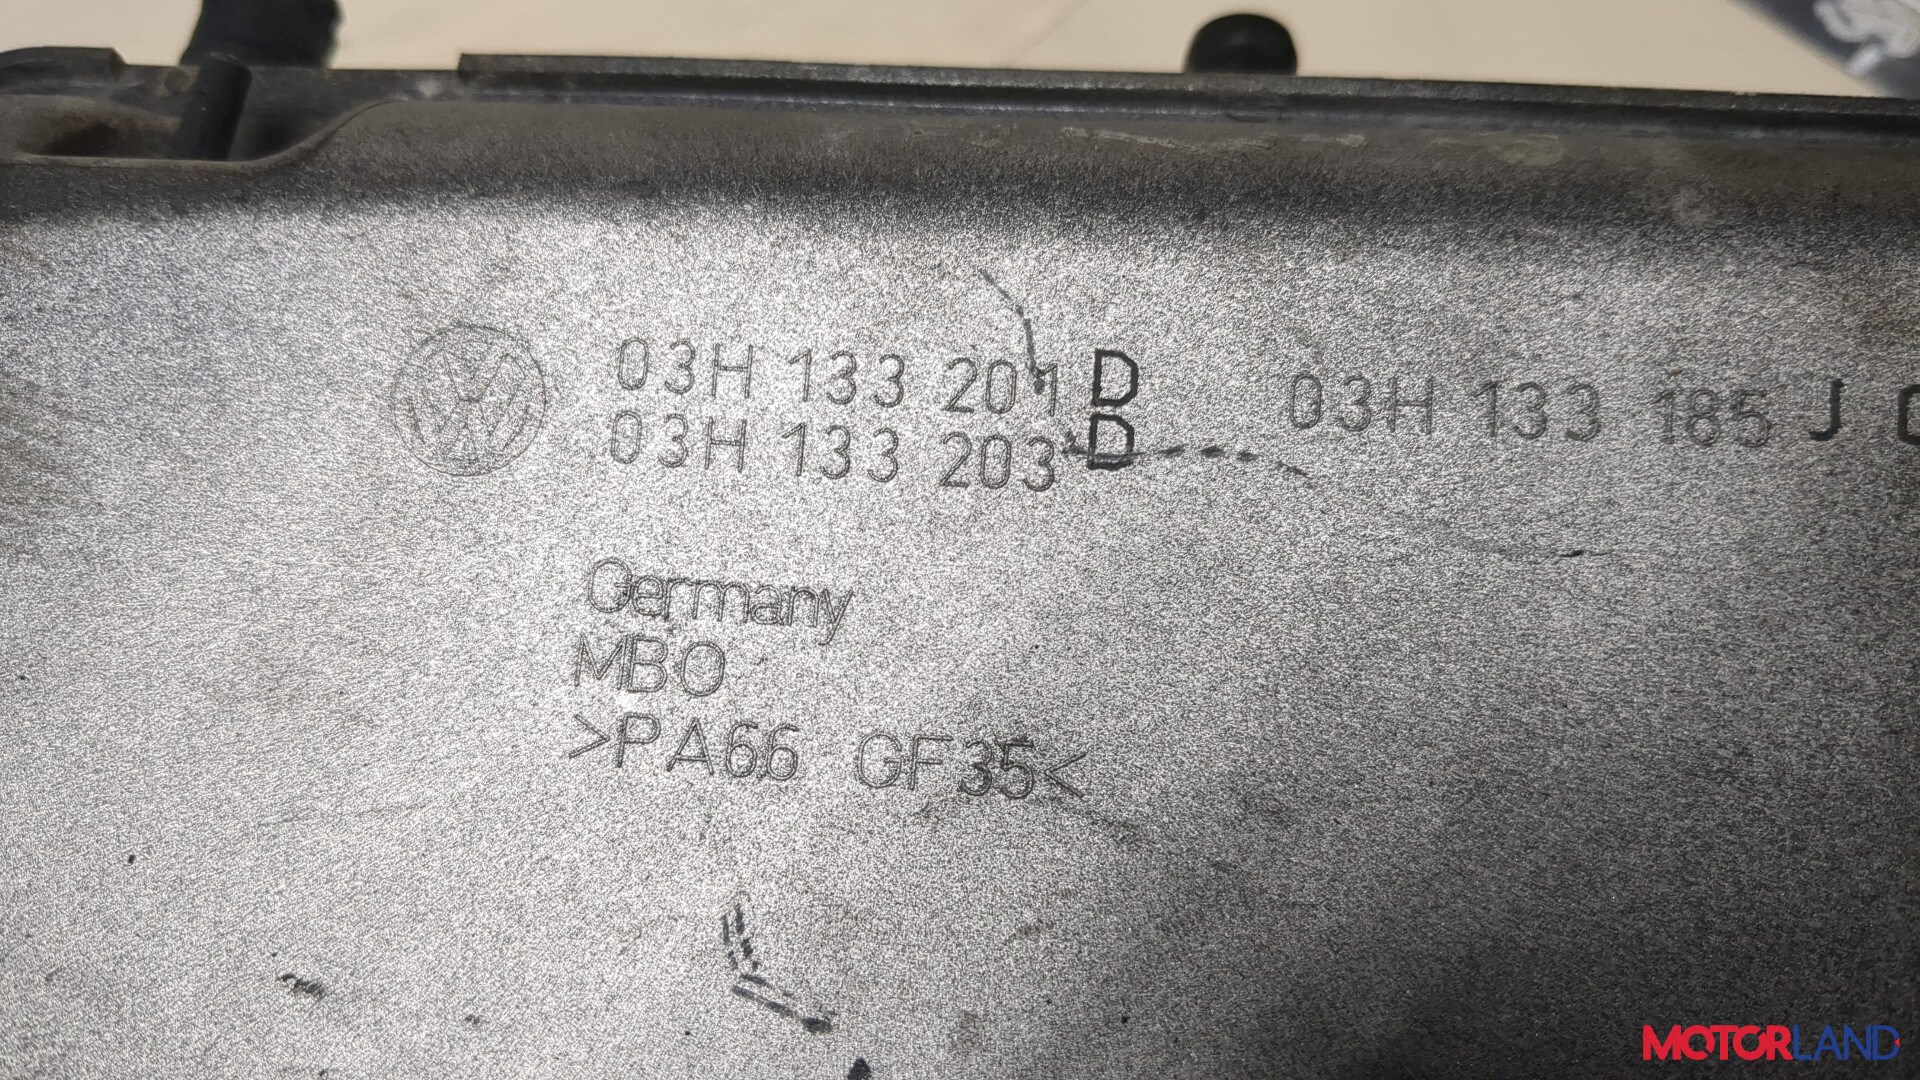 03H 133 201 D
03H 133 203 D
03H 133 185 J
Germany
MBO
>PA66 GF35<
MOTORLAND